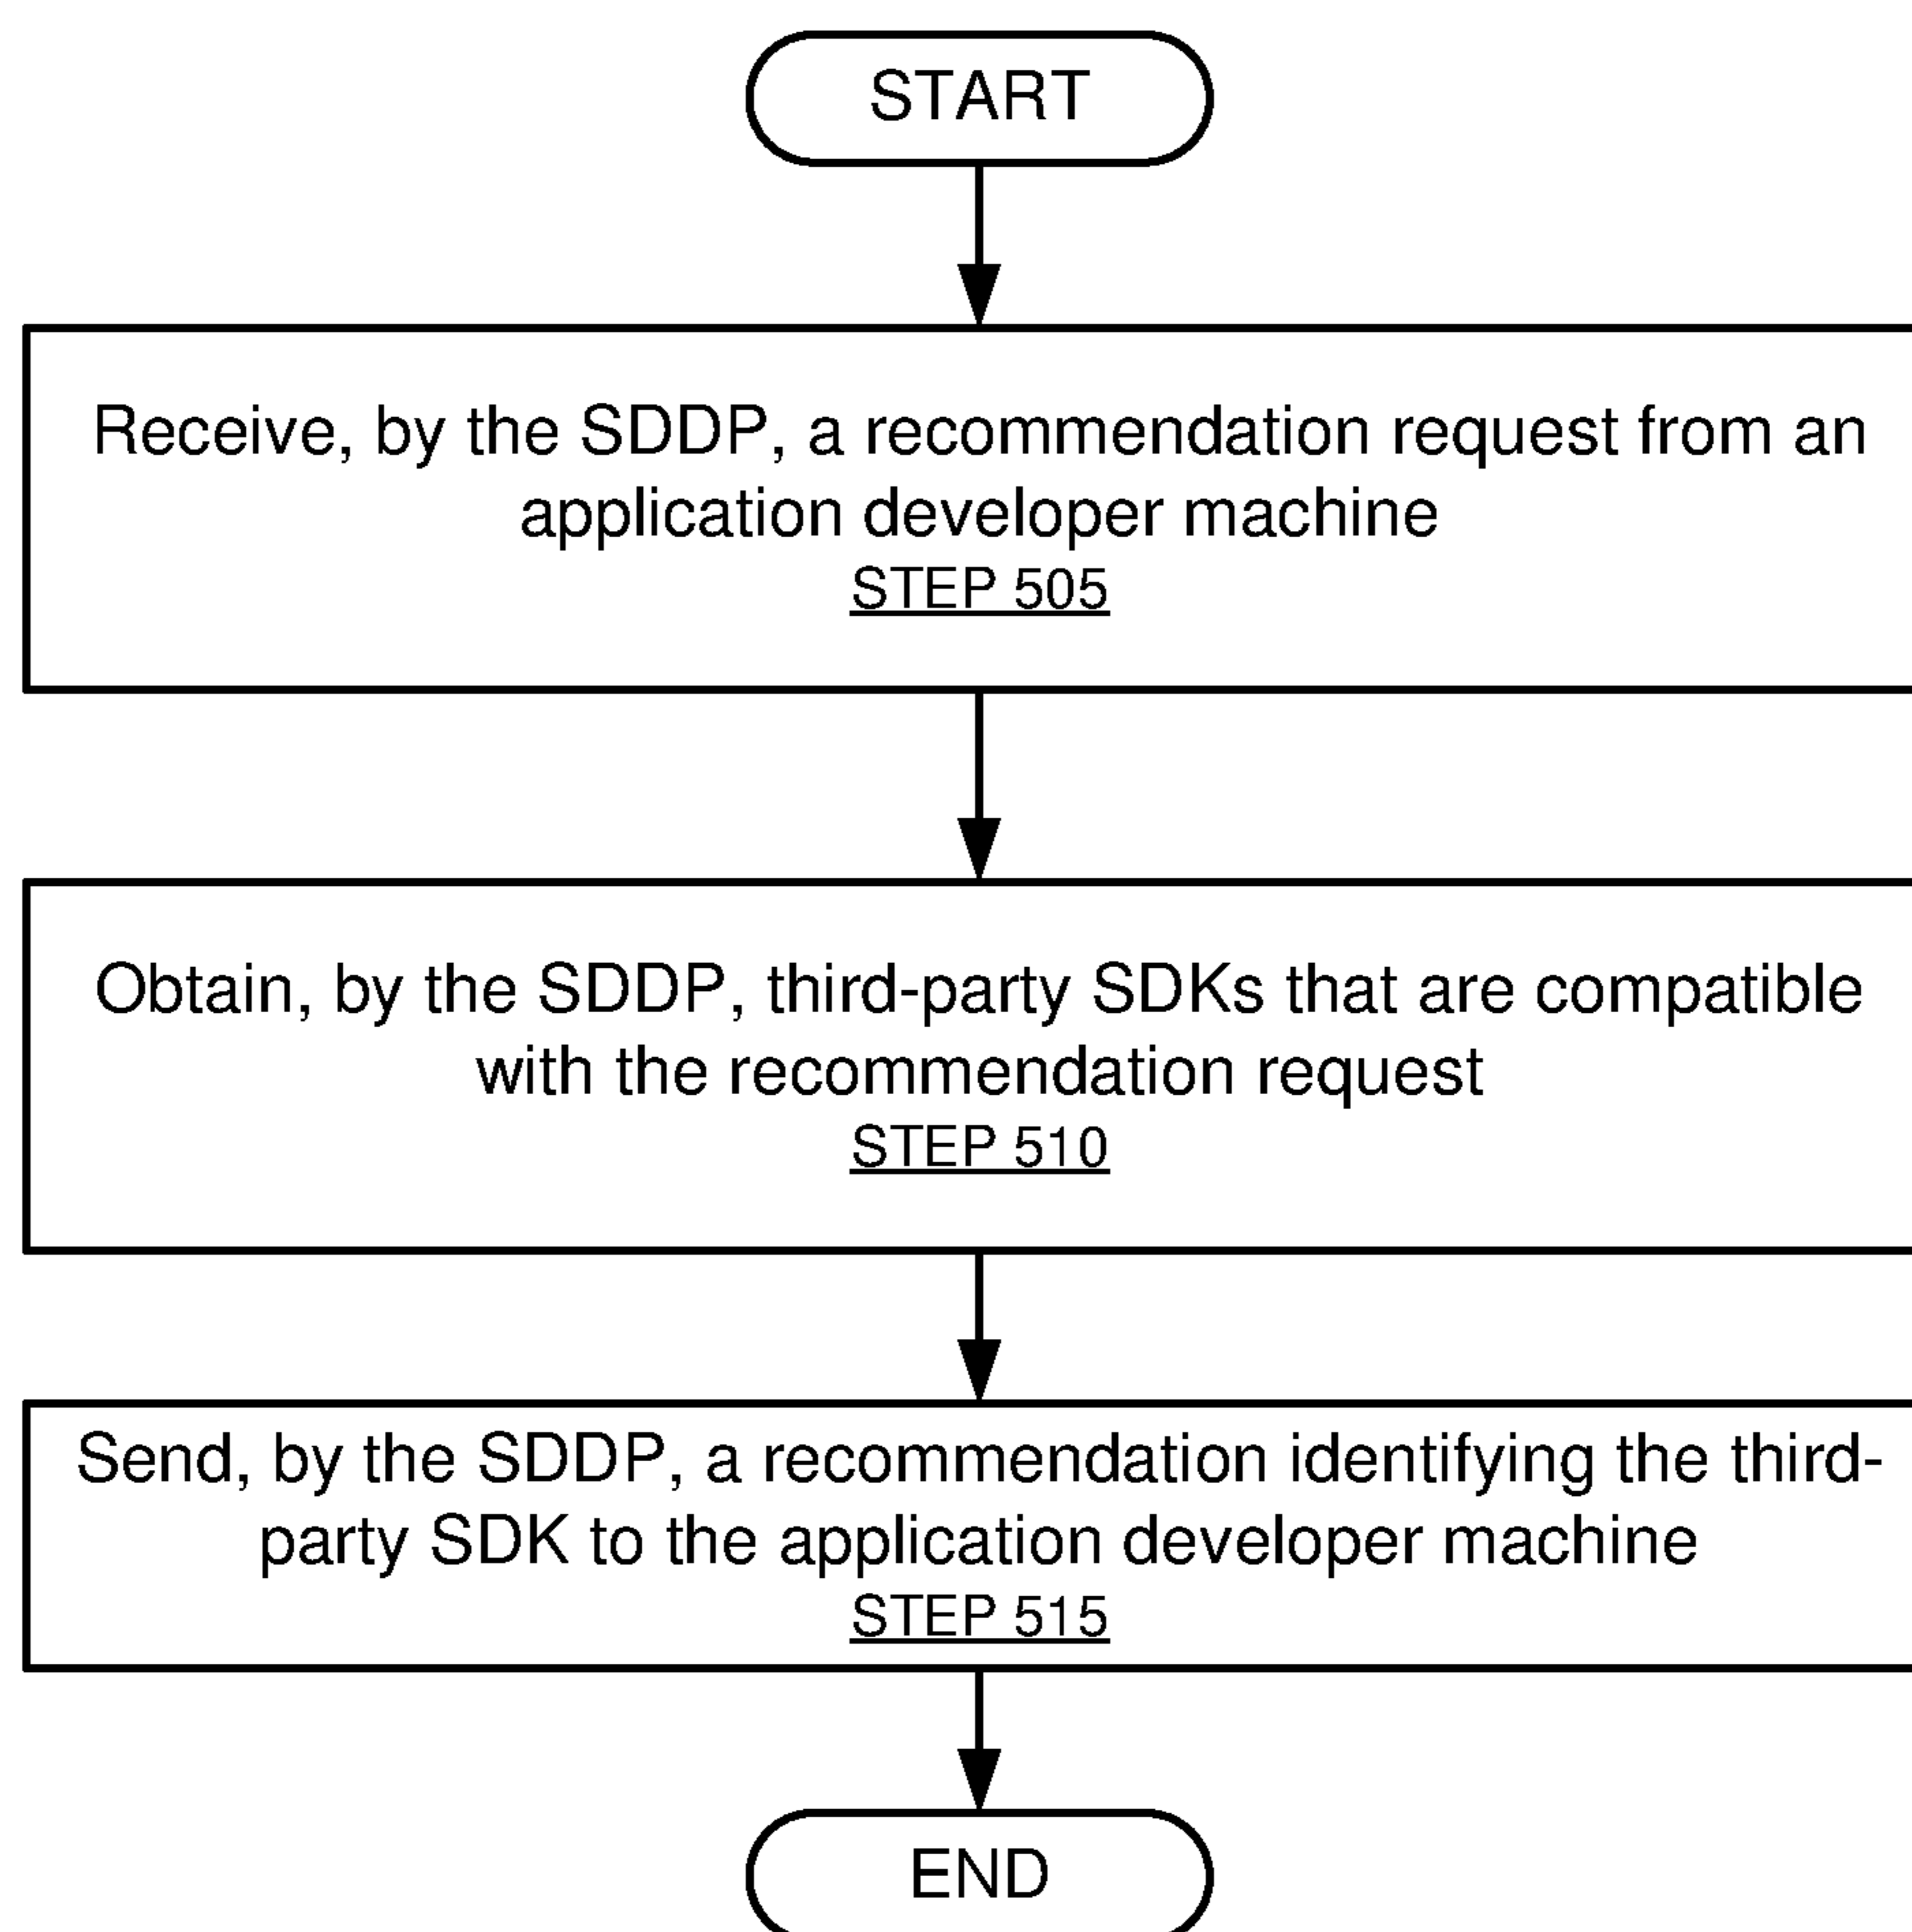 START
Receive, by the SDDP, a recommendation request from an
application developer machine
STEP 505
Obtain, by the SDDP, third-party SDKs that are compatible
with the recommendation request
STEP 510
Send, by the SDDP, a recommendation identifying the third-
party SDK to the application developer machine
STEP 515
END